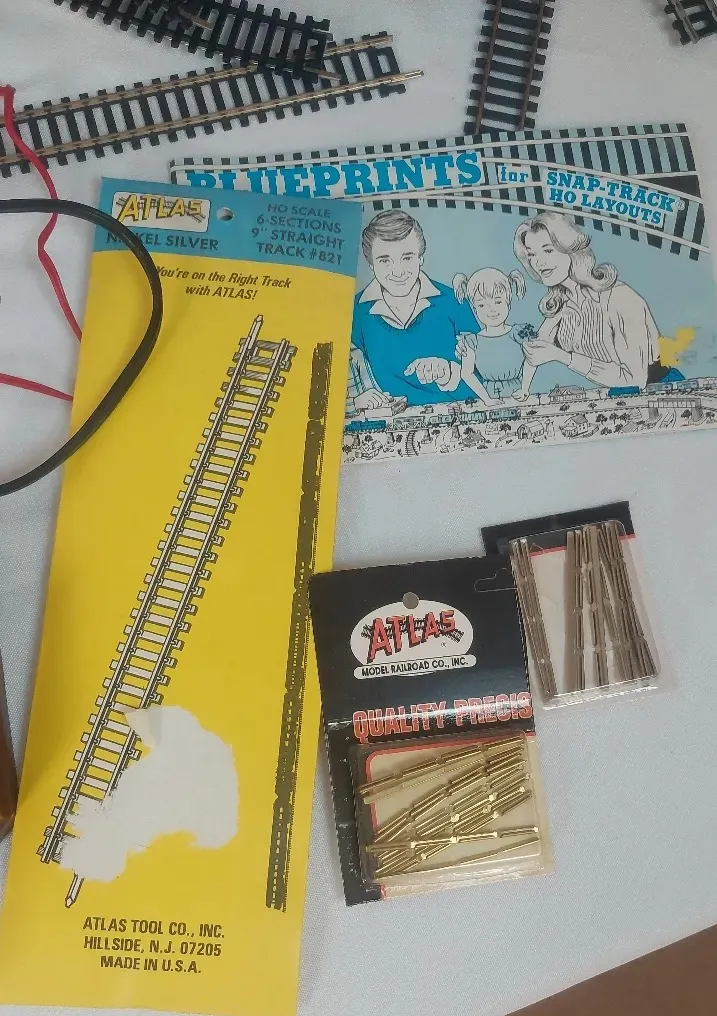 BLUEPRINTS for SNAP-TRACK®
HO LAYOUTS
ATLAS
NICKEL SILVER
HO SCALE
6-SECTIONS
9" STRAIGHT
TRACK #821
You're on the Right Track
with ATLAS!
ATLAS TOOL CO., INC.
HILLSIDE, N.J. 07205
MADE IN U.S.A.
ATLAS
®
MODEL RAILROAD CO., INC.
QUALITY PRECIS